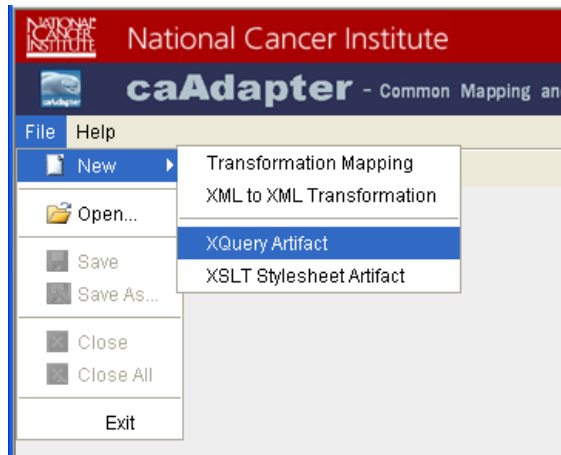 NATIONAL
CANCER
INSTITUTE
National Cancer Institute
caAdapter
caAdapter - Common Mapping an
File Help
New
Transformation Mapping
XML to XML Transformation
Open...
XQuery Artifact
Save
XSLT Stylesheet Artifact
Save As...
Close
Close All
Exit